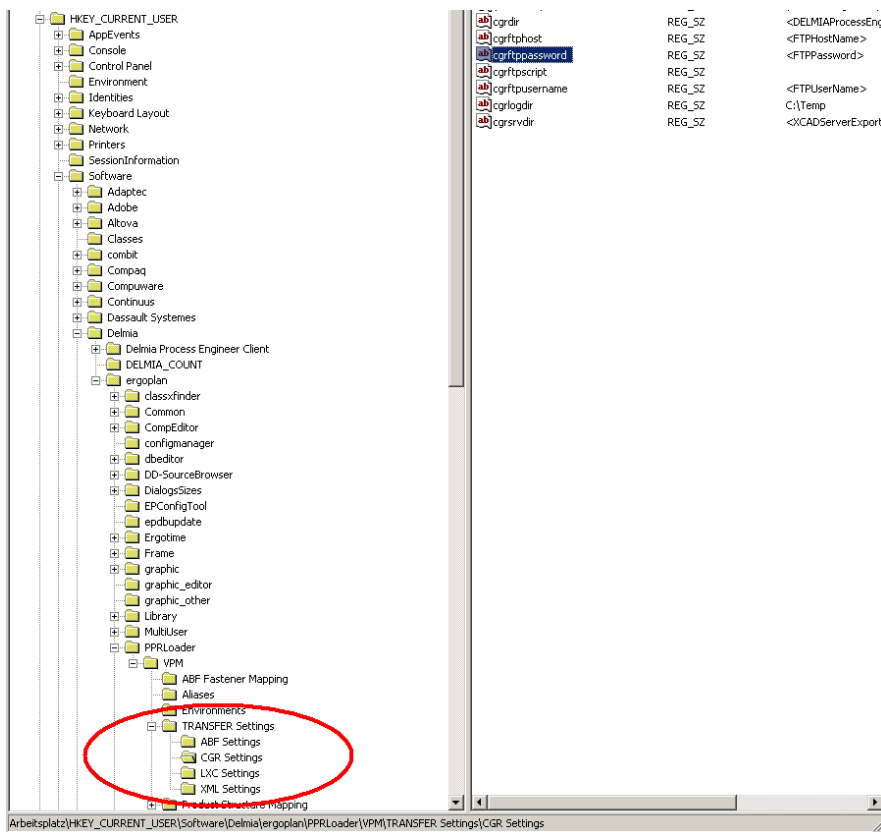 HKEY_CURRENT_USER
AppEvents
Console
Control Panel
Environment
Identities
Keyboard Layout
Network
Printers
SessionInformation
Software
Adaptec
Adobe
Altova
Classes
combit
Compaq
Compuware
Continuus
Dassault Systemes
Delmia
Delmia Process Engineer Client
DELMIA_COUNT
ergoplan
classxfinder
Common
CompEditor
configmanager
dbeditor
DD-SourceBrowser
DialogsSizes
EPConfigTool
epdbupdate
Ergotime
Frame
graphic
graphic_editor
graphic_other
Library
MultiUser
PPRLoader
VPM
ABF Fastener Mapping
Aliases
Environments
TRANSFER Settings
ABF Settings
CGR Settings
LXC Settings
XML Settings
Product Structure Mapping
cgrdir REG_SZ <DELMIAProcessEng
cgrftphost REG_SZ <FTPHostName>
cgrftppassword REG_SZ <FTPPassword>
cgrftpscript REG_SZ
cgrftpusername REG_SZ <FTPUserName>
cgrlogdir REG_SZ C:\Temp
cgrsrvdir REG_SZ <XCADServerExport
Arbeitsplatz\HKEY_CURRENT_USER\Software\Delmia\ergoplan\PPRLoader\VPM\TRANSFER Settings\CGR Settings